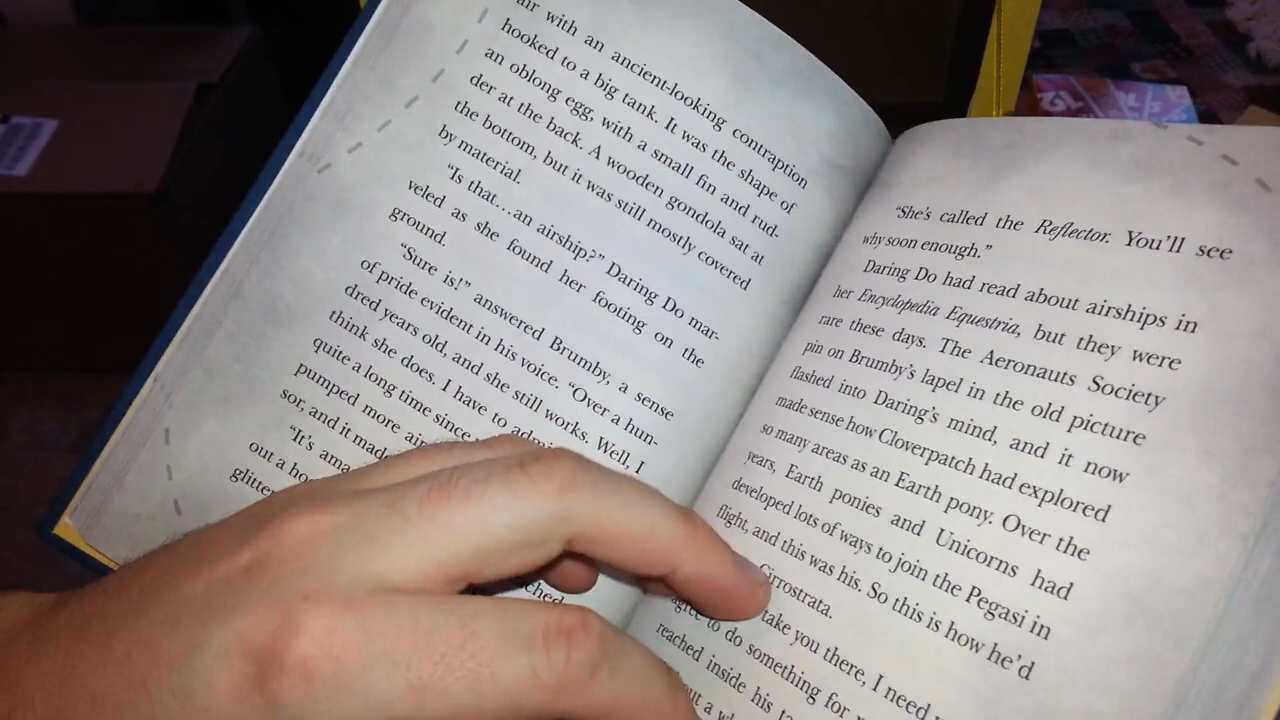 air with an ancient-looking contraption
hooked to a big tank. It was the shape of
an oblong egg, with a small fin and rud-
der at the back. A wooden gondola sat at
the bottom, but it was still mostly covered
by material.
“Is that…an airship?” Daring Do mar-
veled as she found her footing on the
ground.
“Sure is!” answered Brumby, a sense
of pride evident in his voice. “Over a hun-
dred years old, and she still works. Well, I
think she does. I have to
quite a long time since
pumped more air
sor, and it made
“It’s
out a
“She’s called the Reflector. You’ll see
why soon enough.”
Daring Do had read about airships in
her Encyclopedia Equestria, but they were
rare these days. The Aeronauts Society
pin on Brumby’s lapel in the old picture
flashed into Daring’s mind, and it now
made sense how Cloverpatch had explored
so many areas as an Earth pony. Over the
years, Earth ponies and Unicorns had
developed lots of ways to join the Pegasi in
flight, and this was his. So this is how he’d
Cirrostrata.
take you there, I need
agree to do something for
reached inside his